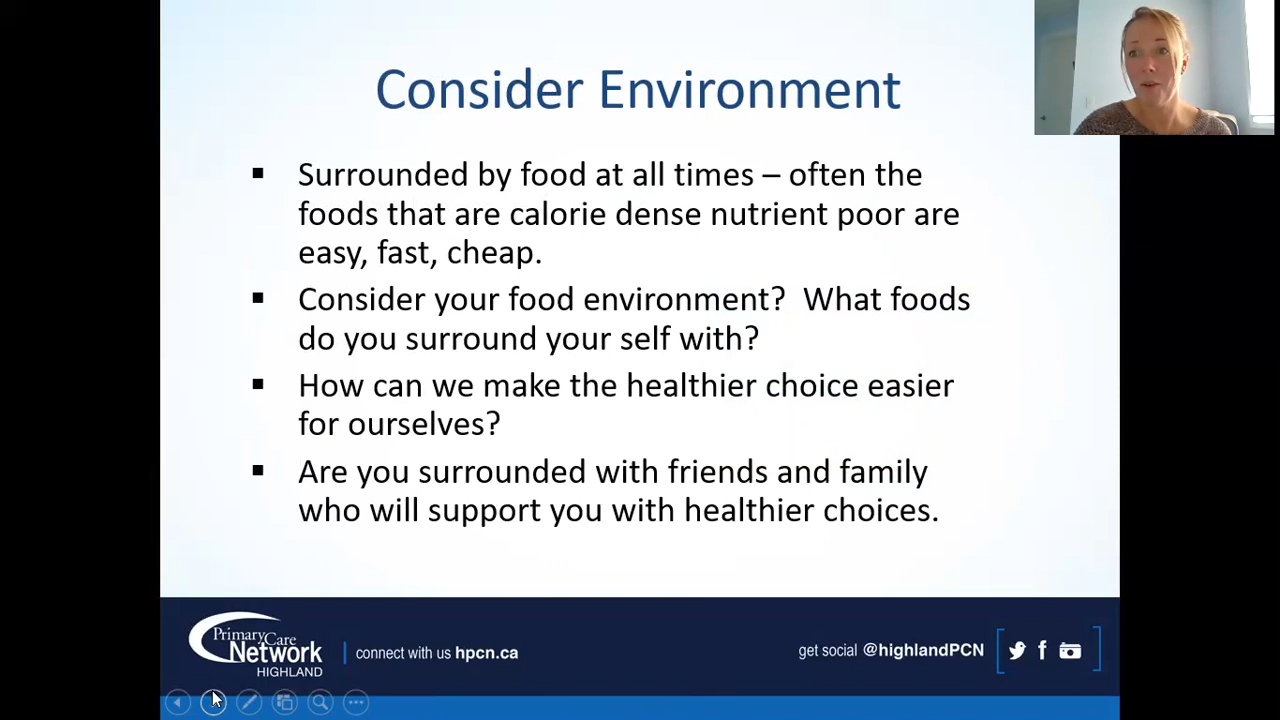 Consider Environment
Surrounded by food at all times – often the
foods that are calorie dense nutrient poor are
easy, fast, cheap.
Consider your food environment?  What foods
do you surround your self with?
How can we make the healthier choice easier
for ourselves?
Are you surrounded with friends and family
who will support you with healthier choices.
PrimaryCare
Network
HIGHLAND
connect with us hpcn.ca
get social @highlandPCN